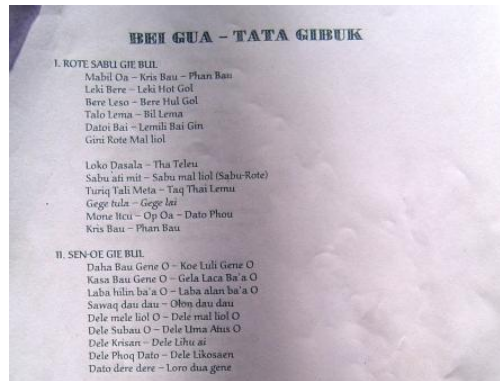 BEI GUA – TATA GIBUK
I. ROTE SABU GIE BUL
Mabil Oa – Kris Bau – Phan Bau
Leki Bere – Leki Hot Gol
Bere Leso – Bere Hul Gol
Talo Lema – Bil Lema
Datoi Bai – Lemili Bai Gin
Gini Rote Mal liol
Loko Dasala – Tha Teleu
Sabu ati mit – Sabu mal liol (Sabu-Rote)
Turiq Tali Meta – Taq Thai Lemu
Gege tula – Gege lai
Mone Itcu – Op Oa – Dato Phou
Kris Bau – Phan Bau
II. SEN-OE GIE BUL
Daha Bau Gene O – Koe Luli Gene O
Kasa Bau Gene O – Gela Laca Ba'a O
Laba hilin ba'a O – Laba alan ba'a O
Sawaq dau dau – Olon dau dau
Dele mele liol O – Dele mal liol O
Dele Subau O – Dele Uma Atus O
Dele Krisan – Dele Lihu ai
Dele Phoq Dato – Dele Likosaen
Dato dere dere – Loro dua gene